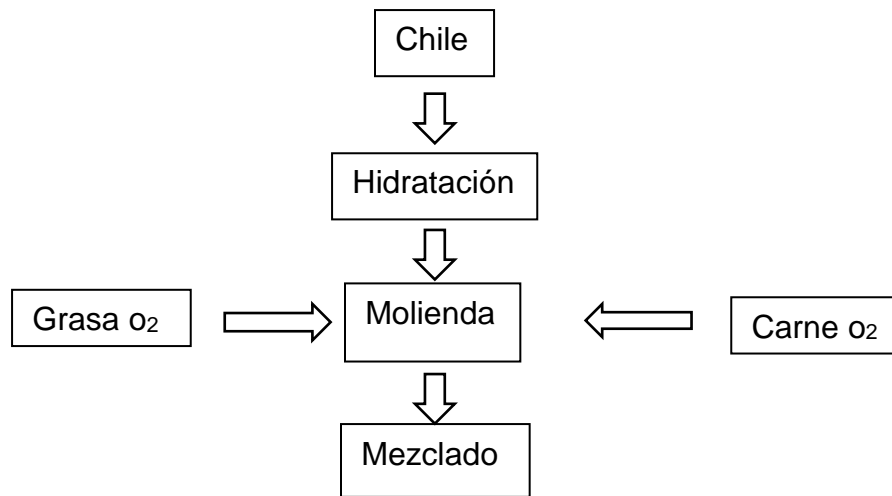 Chile
Hidratación
Grasa o₂
Molienda
Carne o₂
Mezclado